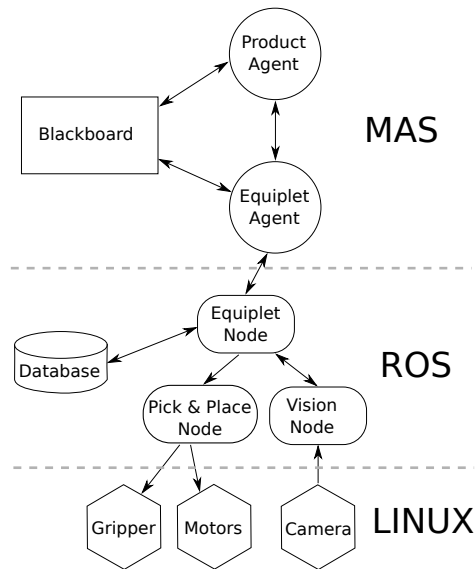 Product
Agent
MAS
Blackboard
Equiplet
Agent
Equiplet
Node
Database
ROS
Pick & Place
Node
Vision
Node
Gripper
Motors
Camera
LINUX